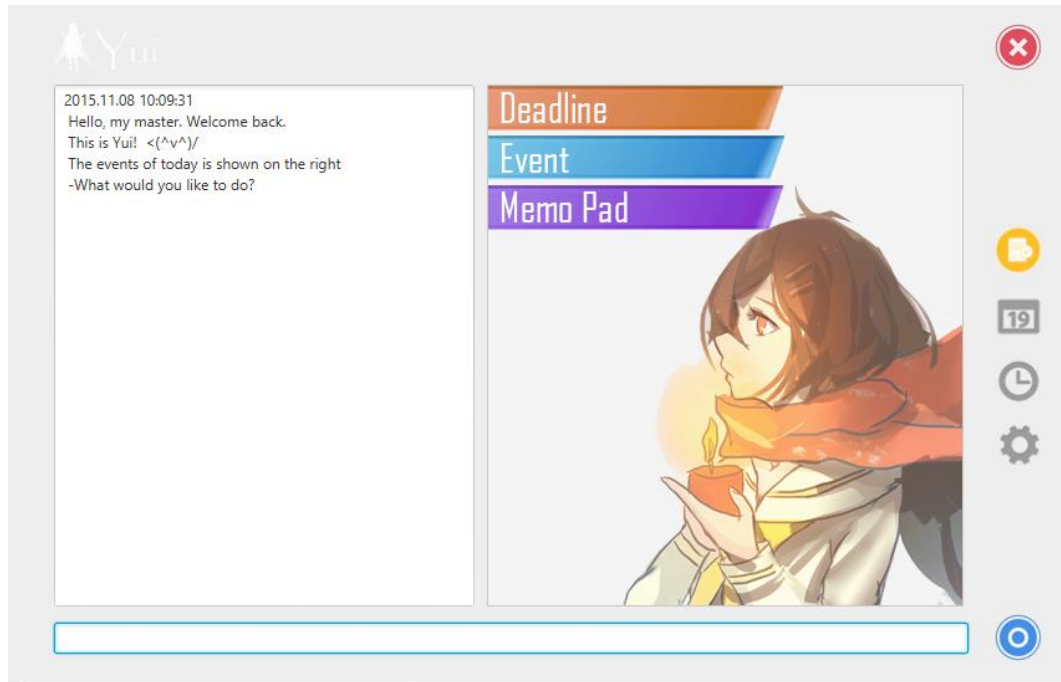 Yui
2015.11.08 10:09:31
Hello, my master. Welcome back.
This is Yui!  <(^v^)/
The events of today is shown on the right
-What would you like to do?
Deadline
Event
Memo Pad
19